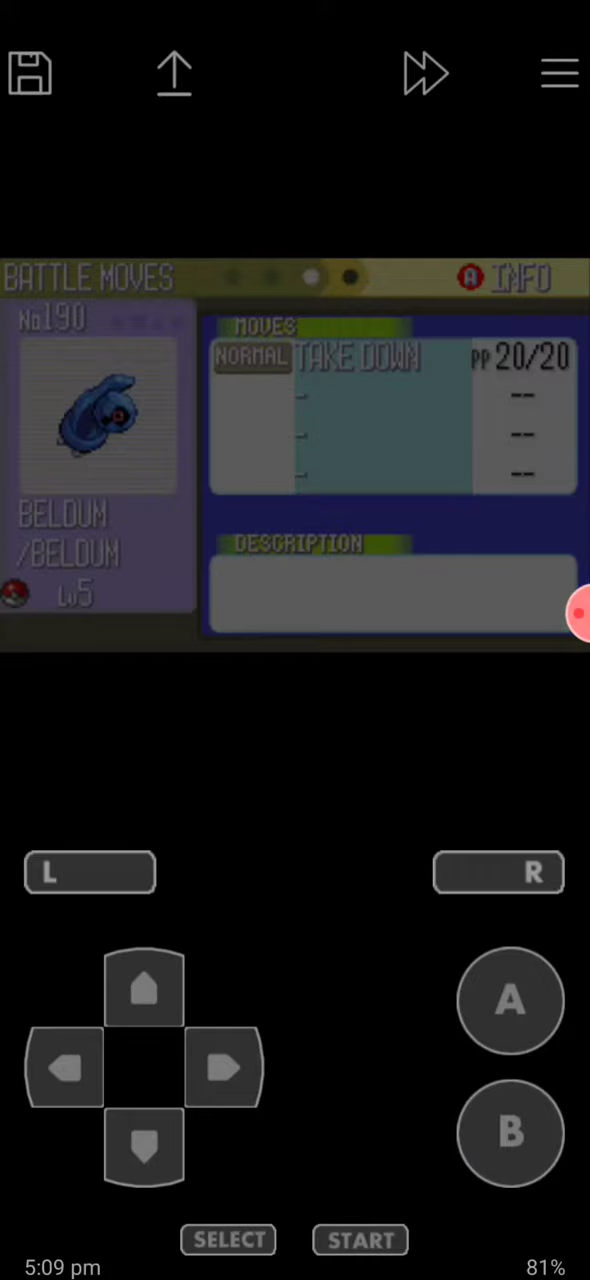 BATTLE MOVES
A INFO
No190
MOVES
NORMAL TAKE DOWN PP 20/20
- --
- --
- --
BELDUM
/BELDUM
Lv5
DESCRIPTION
L
R
A
B
SELECT
START
5:09 pm
81%